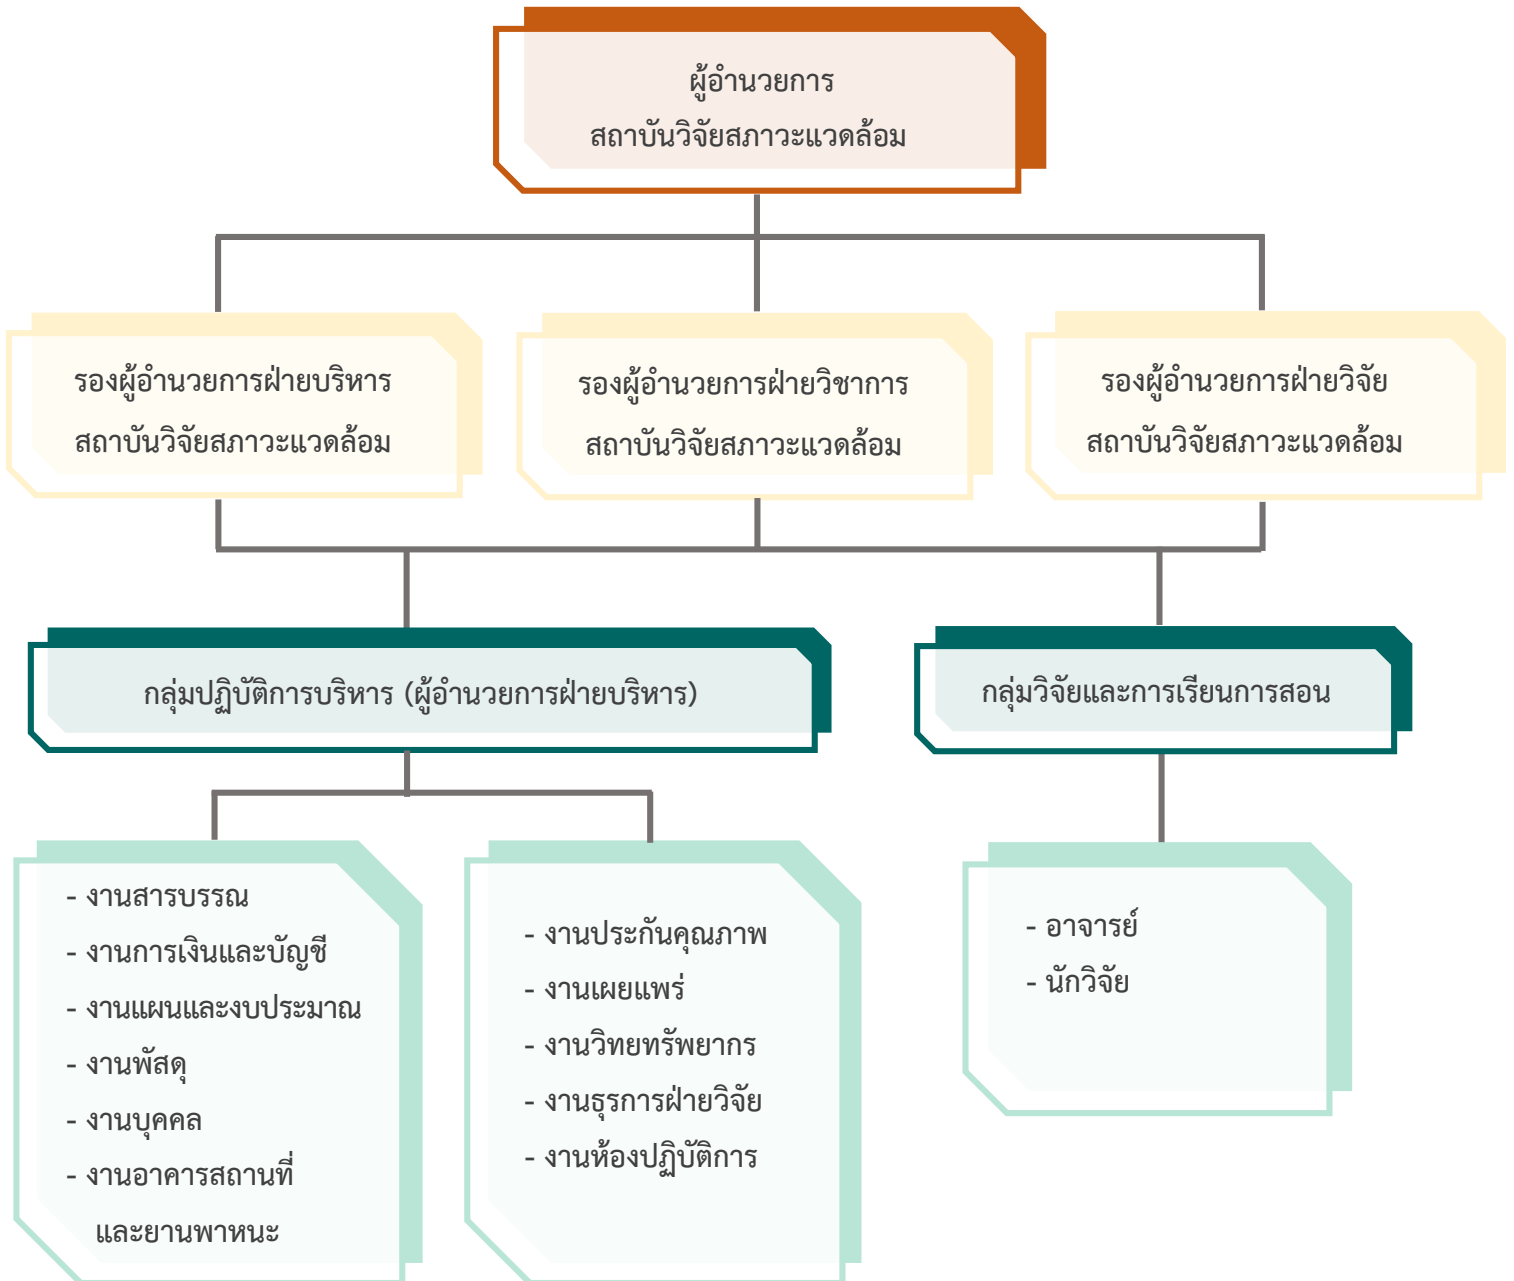 ผู้อำนวยการ
สถาบันวิจัยสภาวะแวดล้อม
รองผู้อำนวยการฝ่ายบริหาร
สถาบันวิจัยสภาวะแวดล้อม
รองผู้อำนวยการฝ่ายวิชาการ
สถาบันวิจัยสภาวะแวดล้อม
รองผู้อำนวยการฝ่ายวิจัย
สถาบันวิจัยสภาวะแวดล้อม
กลุ่มปฏิบัติการบริหาร (ผู้อำนวยการฝ่ายบริหาร)
กลุ่มวิจัยและการเรียนการสอน
- งานสารบรรณ
- งานการเงินและบัญชี
- งานแผนและงบประมาณ
- งานพัสดุ
- งานบุคคล
- งานอาคารสถานที่
และยานพาหนะ
- งานประกันคุณภาพ
- งานเผยแพร่
- งานวิทยทรัพยากร
- งานธุรการฝ่ายวิจัย
- งานห้องปฏิบัติการ
- อาจารย์
- นักวิจัย